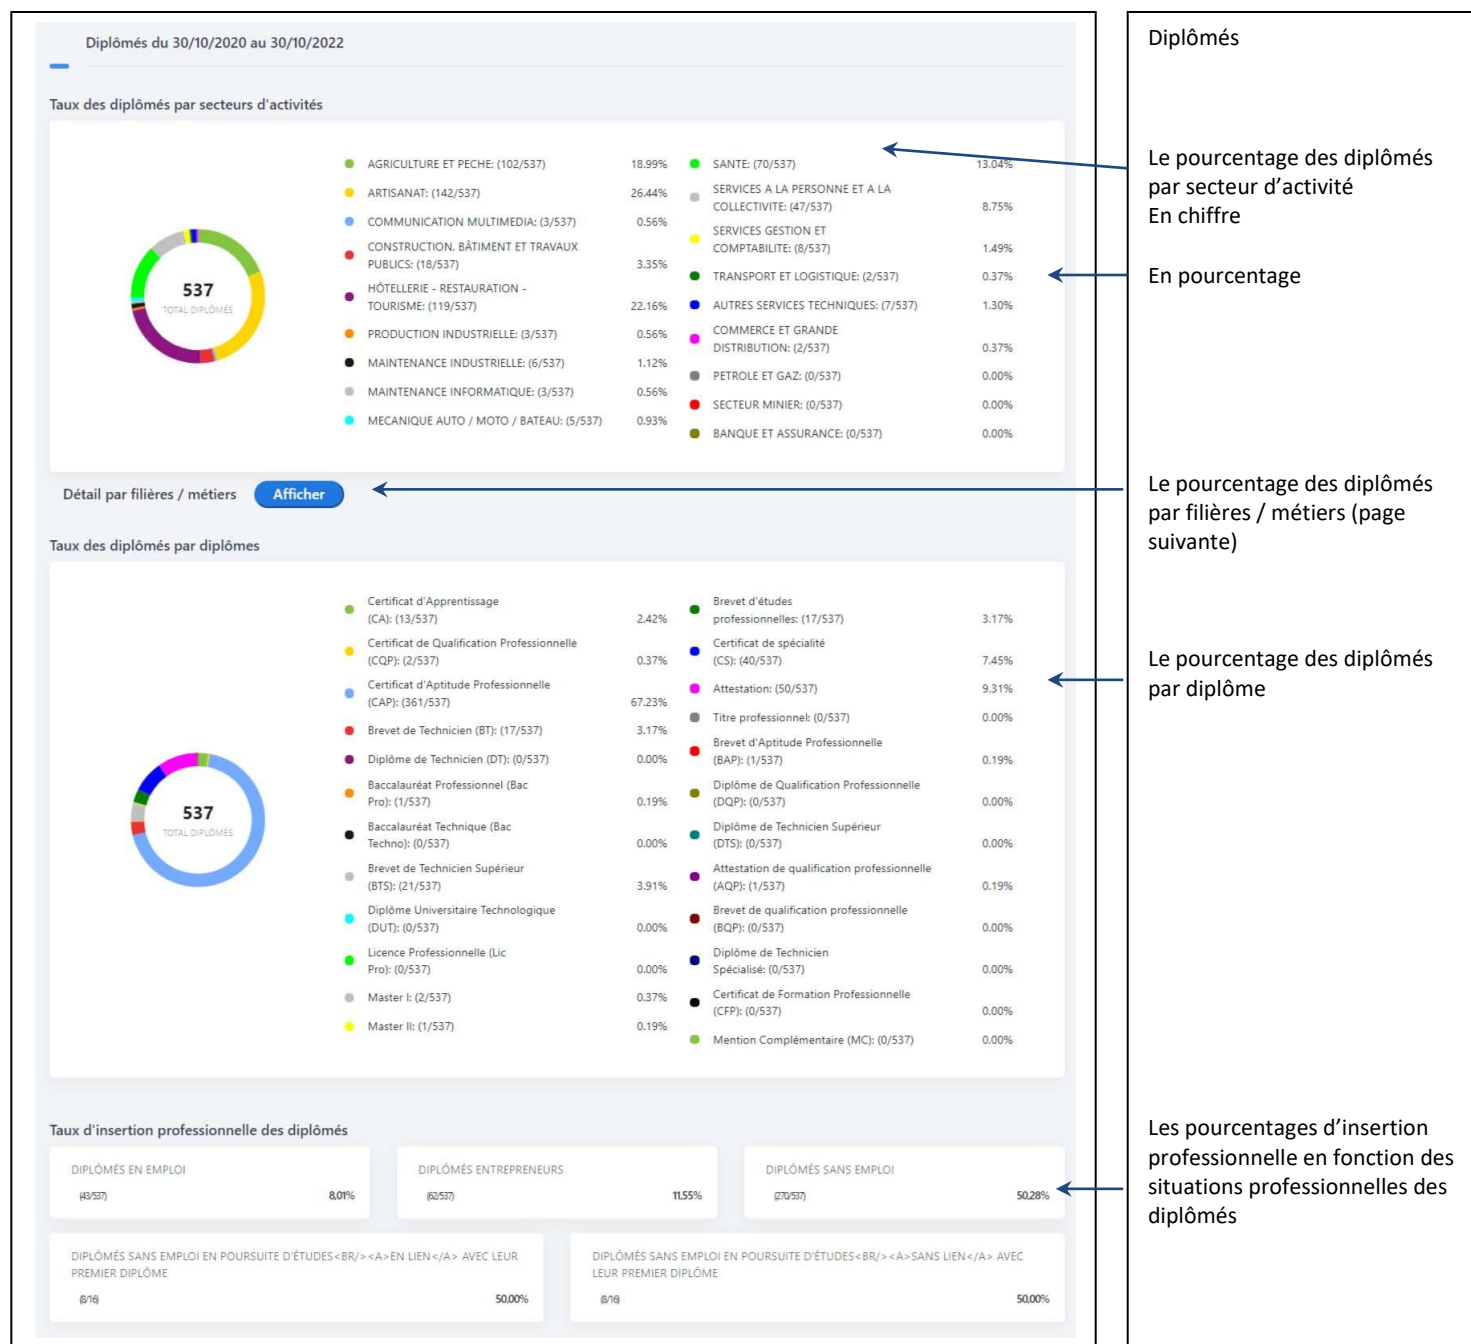 Diplômés du 30/10/2020 au 30/10/2022
Taux des diplômés par secteurs d'activités
537
TOTAL DIPLÔMÉS
AGRICULTURE ET PECHE: (102/537) 18.99%
ARTISANAT: (142/537) 26.44%
COMMUNICATION MULTIMEDIA: (3/537) 0.56%
CONSTRUCTION, BÂTIMENT ET TRAVAUX
PUBLICS: (18/537) 3.35%
HÔTELLERIE - RESTAURATION -
TOURISME: (119/537) 22.16%
PRODUCTION INDUSTRIELLE: (3/537) 0.56%
MAINTENANCE INDUSTRIELLE: (6/537) 1.12%
MAINTENANCE INFORMATIQUE: (3/537) 0.56%
MECANIQUE AUTO / MOTO / BATEAU: (5/537) 0.93%
SANTE: (70/537) 13.04%
SERVICES A LA PERSONNE ET A LA
COLLECTIVITE: (47/537) 8.75%
SERVICES GESTION ET
COMPTABILITE: (8/537) 1.49%
TRANSPORT ET LOGISTIQUE: (2/537) 0.37%
AUTRES SERVICES TECHNIQUES: (7/537) 1.30%
COMMERCE ET GRANDE
DISTRIBUTION: (2/537) 0.37%
PETROLE ET GAZ: (0/537) 0.00%
SECTEUR MINIER: (0/537) 0.00%
BANQUE ET ASSURANCE: (0/537) 0.00%
Détail par filières / métiers Afficher
Taux des diplômés par diplômes
537
TOTAL DIPLÔMÉS
Certificat d'Apprentissage
(CA): (13/537) 2.42%
Certificat de Qualification Professionnelle
(CQP): (2/537) 0.37%
Certificat d'Aptitude Professionnelle
(CAP): (361/537) 67.23%
Brevet de Technicien (BT): (17/537) 3.17%
Diplôme de Technicien (DT): (0/537) 0.00%
Baccalauréat Professionnel (Bac
Pro): (1/537) 0.19%
Baccalauréat Technique (Bac
Techno): (0/537) 0.00%
Brevet de Technicien Supérieur
(BTS): (21/537) 3.91%
Diplôme Universitaire Technologique
(DUT): (0/537) 0.00%
Licence Professionnelle (Lic
Pro): (0/537) 0.00%
Master I: (2/537) 0.37%
Master II: (1/537) 0.19%
Brevet d'études
professionnelles: (17/537) 3.17%
Certificat de spécialité
(CS): (40/537) 7.45%
Attestation: (50/537) 9.31%
Titre professionnel: (0/537) 0.00%
Brevet d'Aptitude Professionnelle
(BAP): (1/537) 0.19%
Diplôme de Qualification Professionnelle
(DQP): (0/537) 0.00%
Diplôme de Technicien Supérieur
(DTS): (0/537) 0.00%
Attestation de qualification professionnelle
(AQP): (1/537) 0.19%
Brevet de qualification professionnelle
(BQP): (0/537) 0.00%
Diplôme de Technicien
Spécialisé: (0/537) 0.00%
Certificat de Formation Professionnelle
(CFP): (0/537) 0.00%
Mention Complémentaire (MC): (0/537) 0.00%
Taux d'insertion professionnelle des diplômés
DIPLÔMÉS EN EMPLOI
(43/537) 8,01%
DIPLÔMÉS ENTREPRENEURS
(62/537) 11,55%
DIPLÔMÉS SANS EMPLOI
(270/537) 50,28%
DIPLÔMÉS SANS EMPLOI EN POURSUITE D'ÉTUDES<BR/><A>EN LIEN</A> AVEC LEUR
PREMIER DIPLÔME
(8/16) 50,00%
DIPLÔMÉS SANS EMPLOI EN POURSUITE D'ÉTUDES<BR/><A>SANS LIEN</A> AVEC
LEUR PREMIER DIPLÔME
(8/16) 50,00%
Diplômés
Le pourcentage des diplômés
par secteur d’activité
En chiffre
En pourcentage
Le pourcentage des diplômés
par filières / métiers (page
suivante)
Le pourcentage des diplômés
par diplôme
Les pourcentages d’insertion
professionnelle en fonction des
situations professionnelles des
diplômés